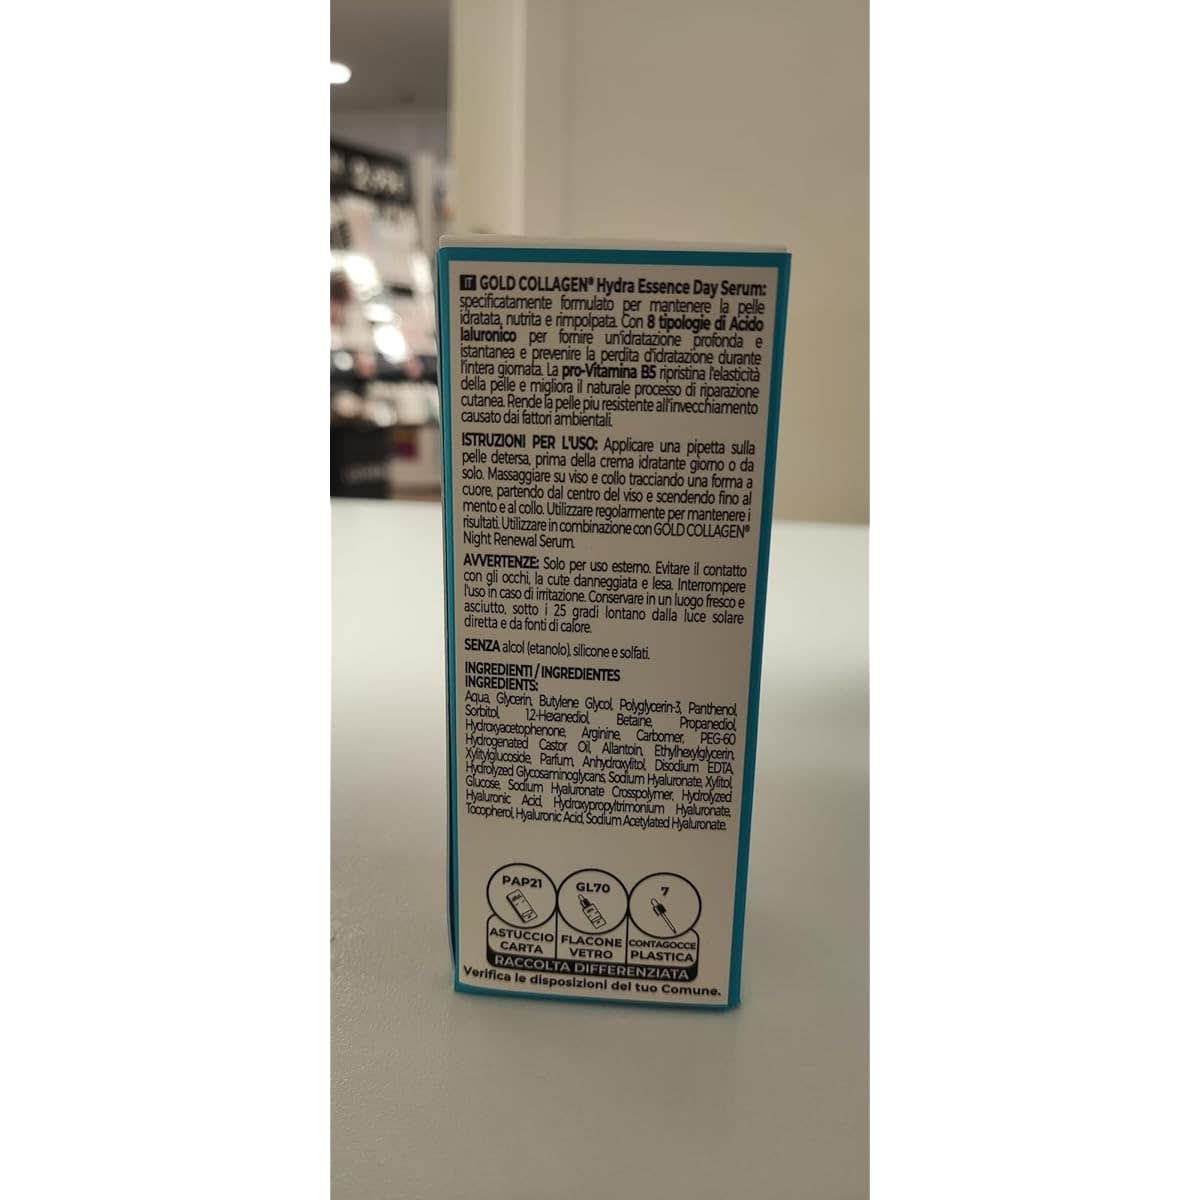 IT GOLD COLLAGEN® Hydra Essence Day Serum:
specificatamente formulato per mantenere la pelle
idratata, nutrita e rimpolpata. Con 8 tipologie di Acido
Ialuronico per fornire un'idratazione profonda e
istantanea e prevenire la perdita d'idratazione durante
l'intera giornata. La pro-Vitamina B5 ripristina l'elasticità
della pelle e migliora il naturale processo di riparazione
cutanea. Rende la pelle piu resistente all'invecchiamento
causato dai fattori ambientali.
ISTRUZIONI PER L'USO: Applicare una pipetta sulla
pelle detersa, prima della crema idratante giorno o da
solo. Massaggiare su viso e collo tracciando una forma a
cuore, partendo dal centro del viso e scendendo fino al
mento e al collo. Utilizzare regolarmente per mantenere i
risultati. Utilizzare in combinazione con GOLD COLLAGEN®
Night Renewal Serum.
AVVERTENZE: Solo per uso esterno. Evitare il contatto
con gli occhi, la cute danneggiata e lesa. Interrompere
l'uso in caso di irritazione. Conservare in un luogo fresco e
asciutto, sotto i 25 gradi lontano dalla luce solare
diretta e da fonti di calore.
SENZA alcol (etanolo), silicone e solfati.
INGREDIENTI / INGREDIENTES
INGREDIENTS:
Aqua, Glycerin, Butylene Glycol, Polyglycerin-3, Panthenol,
Sorbitol, 1,2-Hexanediol, Betaine, Propanediol,
Hydroxyacetophenone, Arginine, Carbomer, PEG-60
Hydrogenated Castor Oil, Allantoin, Ethylhexylglycerin,
Xylitylglucoside, Parfum, Anhydroxylitol, Disodium EDTA,
Hydrolyzed Glycosaminoglycans, Sodium Hyaluronate, Xylitol,
Glucose, Sodium Hyaluronate Crosspolymer, Hydrolyzed
Hyaluronic Acid, Hydroxypropyltrimonium Hyaluronate,
Tocopherol, Hyaluronic Acid, Sodium Acetylated Hyaluronate.
PAP21 GL70 7
ASTUCCIO FLACONE CONTAGOCCE
CARTA VETRO PLASTICA
RACCOLTA DIFFERENZIATA
Verifica le disposizioni del tuo Comune.